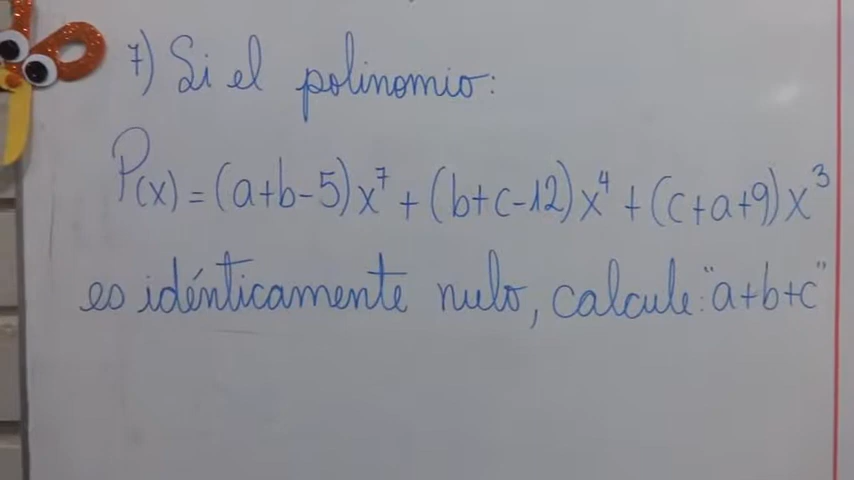 7) Si el polinomio:
P(x) = (a+b-5)x⁷ + (b+c-12)x⁴ + (c+a+9)x³
es idénticamente nulo, calcule: "a+b+c"